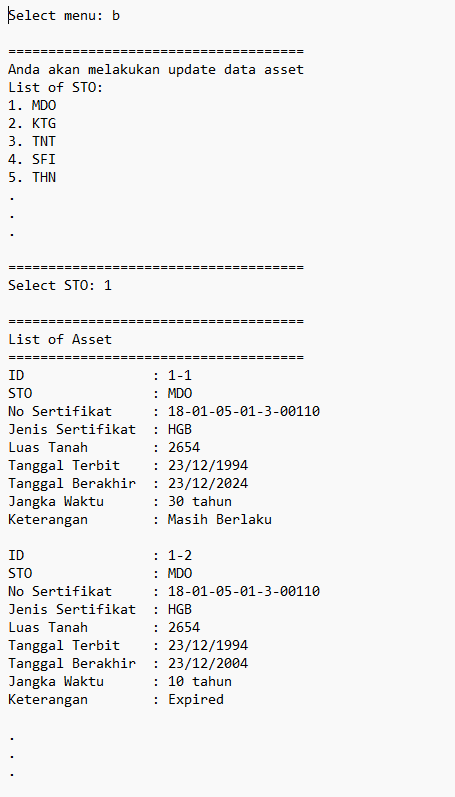 Select menu: b
=====================================
Anda akan melakukan update data asset
List of STO:
1. MDO
2. KTG
3. TNT
4. SFI
5. THN
.
.
.
=====================================
Select STO: 1
=====================================
List of Asset
=====================================
ID                : 1-1
STO               : MDO
No Sertifikat     : 18-01-05-01-3-00110
Jenis Sertifikat  : HGB
Luas Tanah        : 2654
Tanggal Terbit    : 23/12/1994
Tanggal Berakhir  : 23/12/2024
Jangka Waktu      : 30 tahun
Keterangan        : Masih Berlaku
ID                : 1-2
STO               : MDO
No Sertifikat     : 18-01-05-01-3-00110
Jenis Sertifikat  : HGB
Luas Tanah        : 2654
Tanggal Terbit    : 23/12/1994
Tanggal Berakhir  : 23/12/2004
Jangka Waktu      : 10 tahun
Keterangan        : Expired
.
.
.